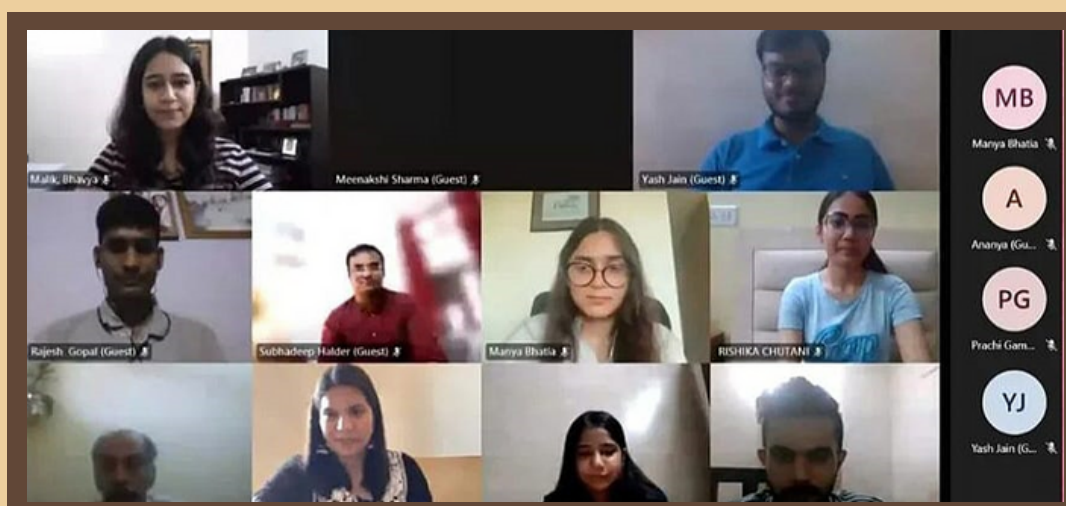 Malik, Bhavya
Meenakshi Sharma (Guest)
Yash Jain (Guest)
Rajesh Gopal (Guest)
Subhadeep Halder (Guest)
Manya Bhatia
RISHIKA CHUTANI
MB
Manya Bhatia
A
Ananya (Gu...
PG
Prachi Gam...
YJ
Yash Jain (G...